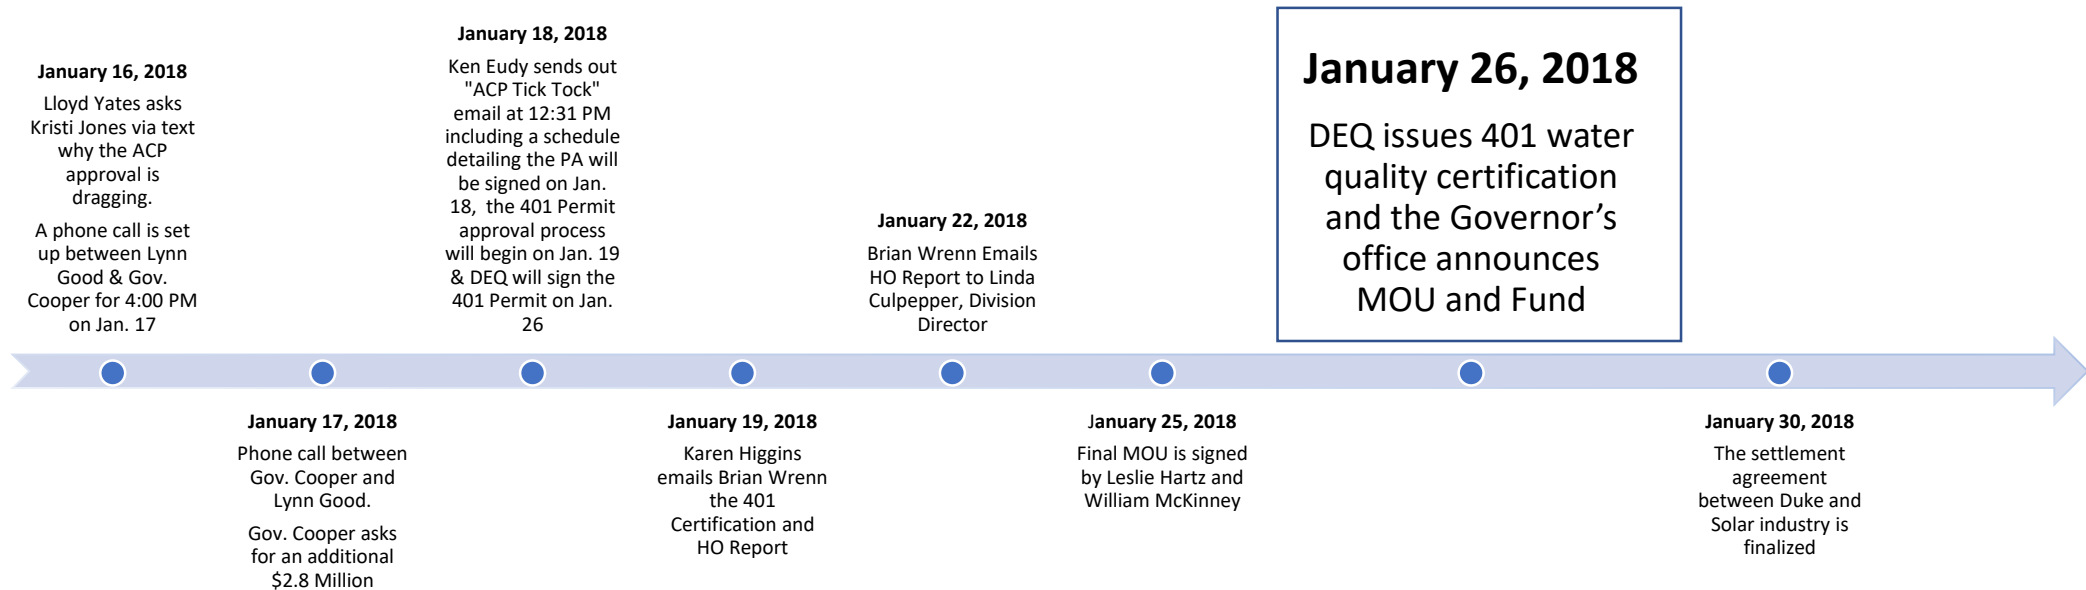 January 16, 2018
Lloyd Yates asks
Kristi Jones via text
why the ACP
approval is
dragging.
A phone call is set
up between Lynn
Good & Gov.
Cooper for 4:00 PM
on Jan. 17
January 17, 2018
Phone call between
Gov. Cooper and
Lynn Good.
Gov. Cooper asks
for an additional
$2.8 Million
January 18, 2018
Ken Eudy sends out
"ACP Tick Tock"
email at 12:31 PM
including a schedule
detailing the PA will
be signed on Jan.
18, the 401 Permit
approval process
will begin on Jan. 19
& DEQ will sign the
401 Permit on Jan.
26
January 19, 2018
Karen Higgins
emails Brian Wrenn
the 401
Certification and
HO Report
January 22, 2018
Brian Wrenn Emails
HO Report to Linda
Culpepper, Division
Director
January 25, 2018
Final MOU is signed
by Leslie Hartz and
William McKinney
January 26, 2018
DEQ issues 401 water
quality certification
and the Governor’s
office announces
MOU and Fund
January 30, 2018
The settlement
agreement
between Duke and
Solar industry is
finalized